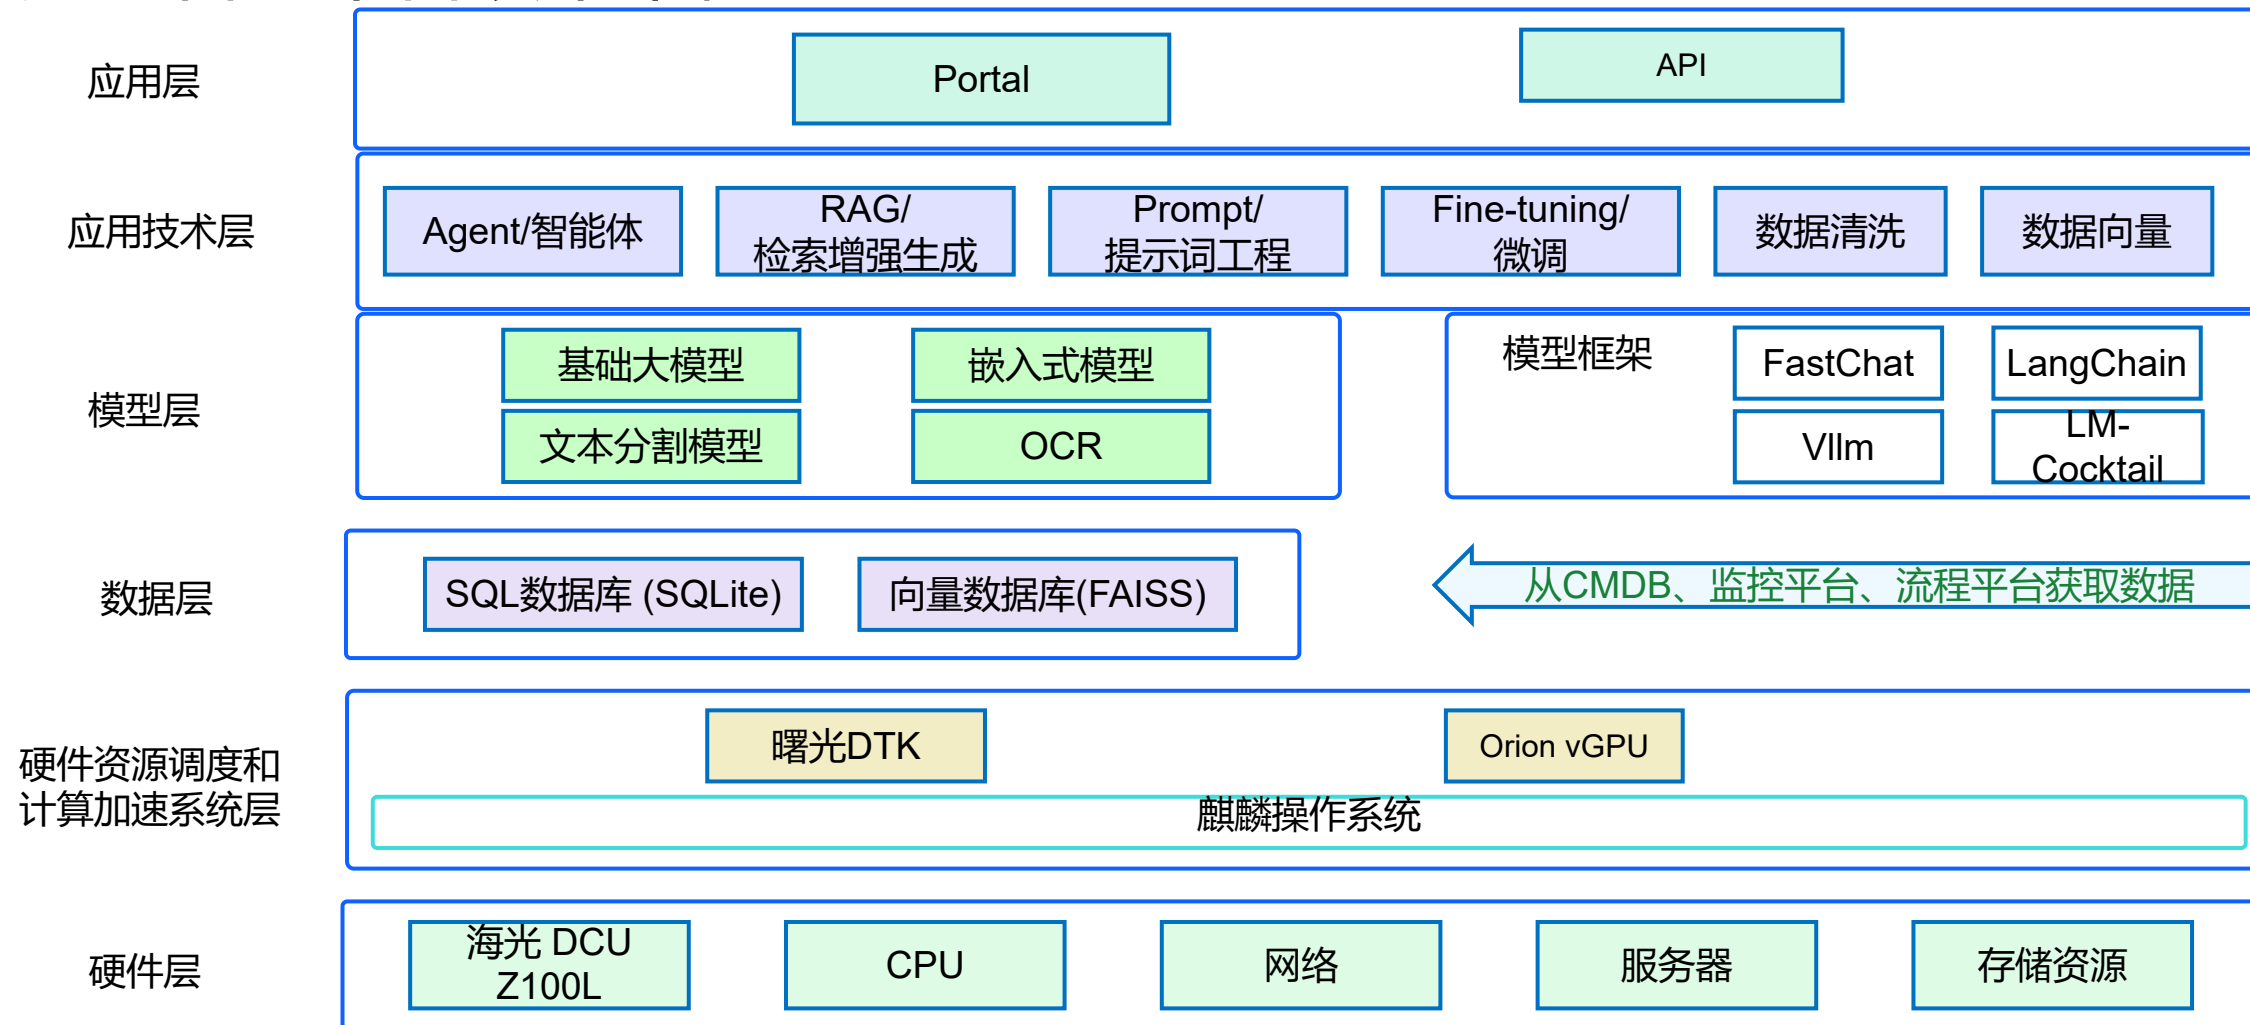 应用层
Portal
API
应用技术层
Agent/智能体
RAG/
检索增强生成
Prompt/
提示词工程
Fine-tuning/
微调
数据清洗
数据向量
模型层
基础大模型
嵌入式模型
文本分割模型
OCR
模型框架
FastChat
LangChain
Vllm
LM-
Cocktail
数据层
SQL数据库 (SQLite)
向量数据库(FAISS)
从CMDB、监控平台、流程平台获取数据
硬件资源调度和
计算加速系统层
曙光DTK
Orion vGPU
麒麟操作系统
硬件层
海光 DCU
Z100L
CPU
网络
服务器
存储资源